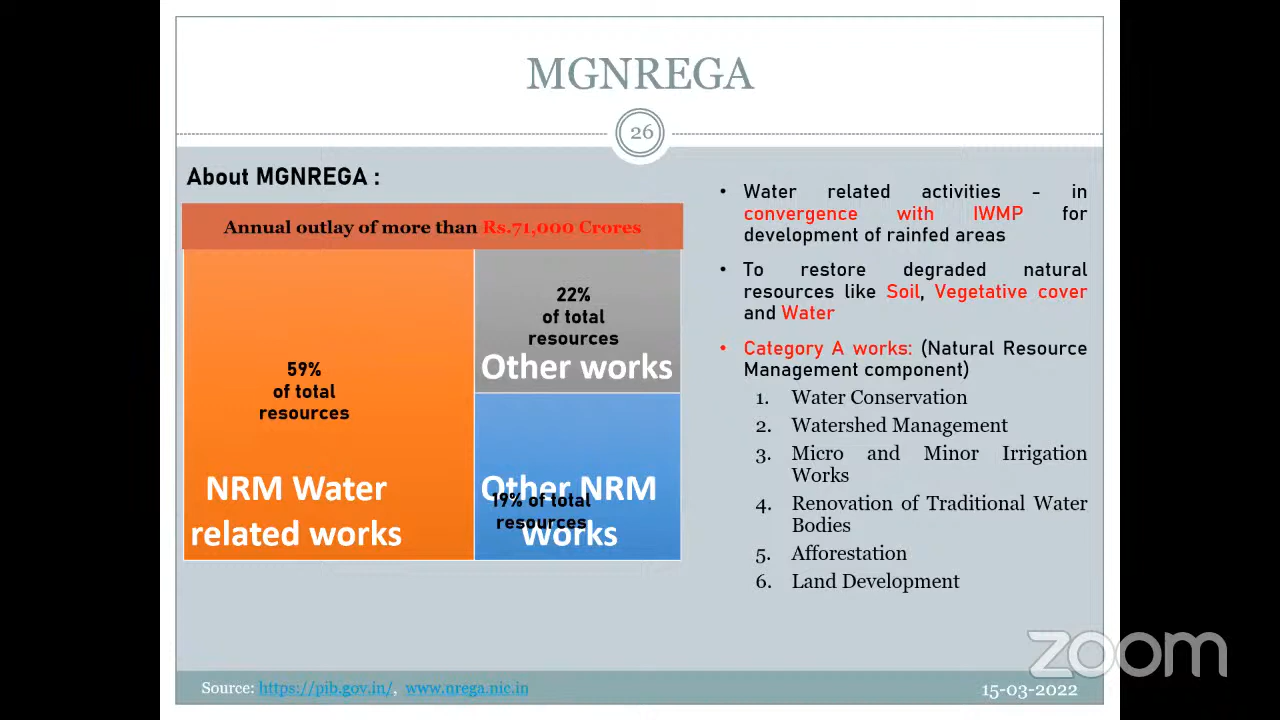 MGNREGA
26
About MGNREGA :
Annual outlay of more than Rs.71,000 Crores
59%
of total
resources
NRM Water
related works
22%
of total
resources
Other works
Other NRM
works
19% of total
resources
• Water related activities - in
convergence with IWMP for
development of rainfed areas
• To restore degraded natural
resources like Soil, Vegetative cover
and Water
• Category A works: (Natural Resource
Management component)
1. Water Conservation
2. Watershed Management
3. Micro and Minor Irrigation
Works
4. Renovation of Traditional Water
Bodies
5. Afforestation
6. Land Development
Source: https://pib.gov.in/, www.nrega.nic.in
15-03-2022
zoom